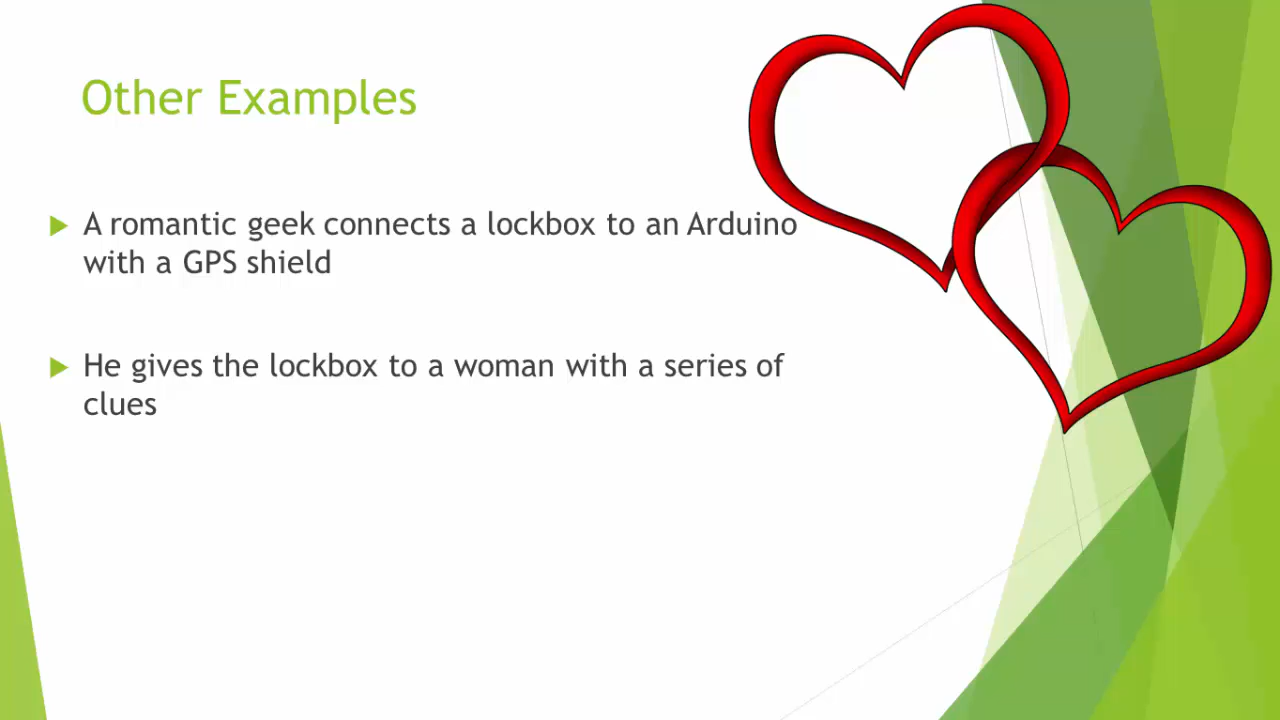 Other Examples
A romantic geek connects a lockbox to an Arduino
with a GPS shield
He gives the lockbox to a woman with a series of
clues